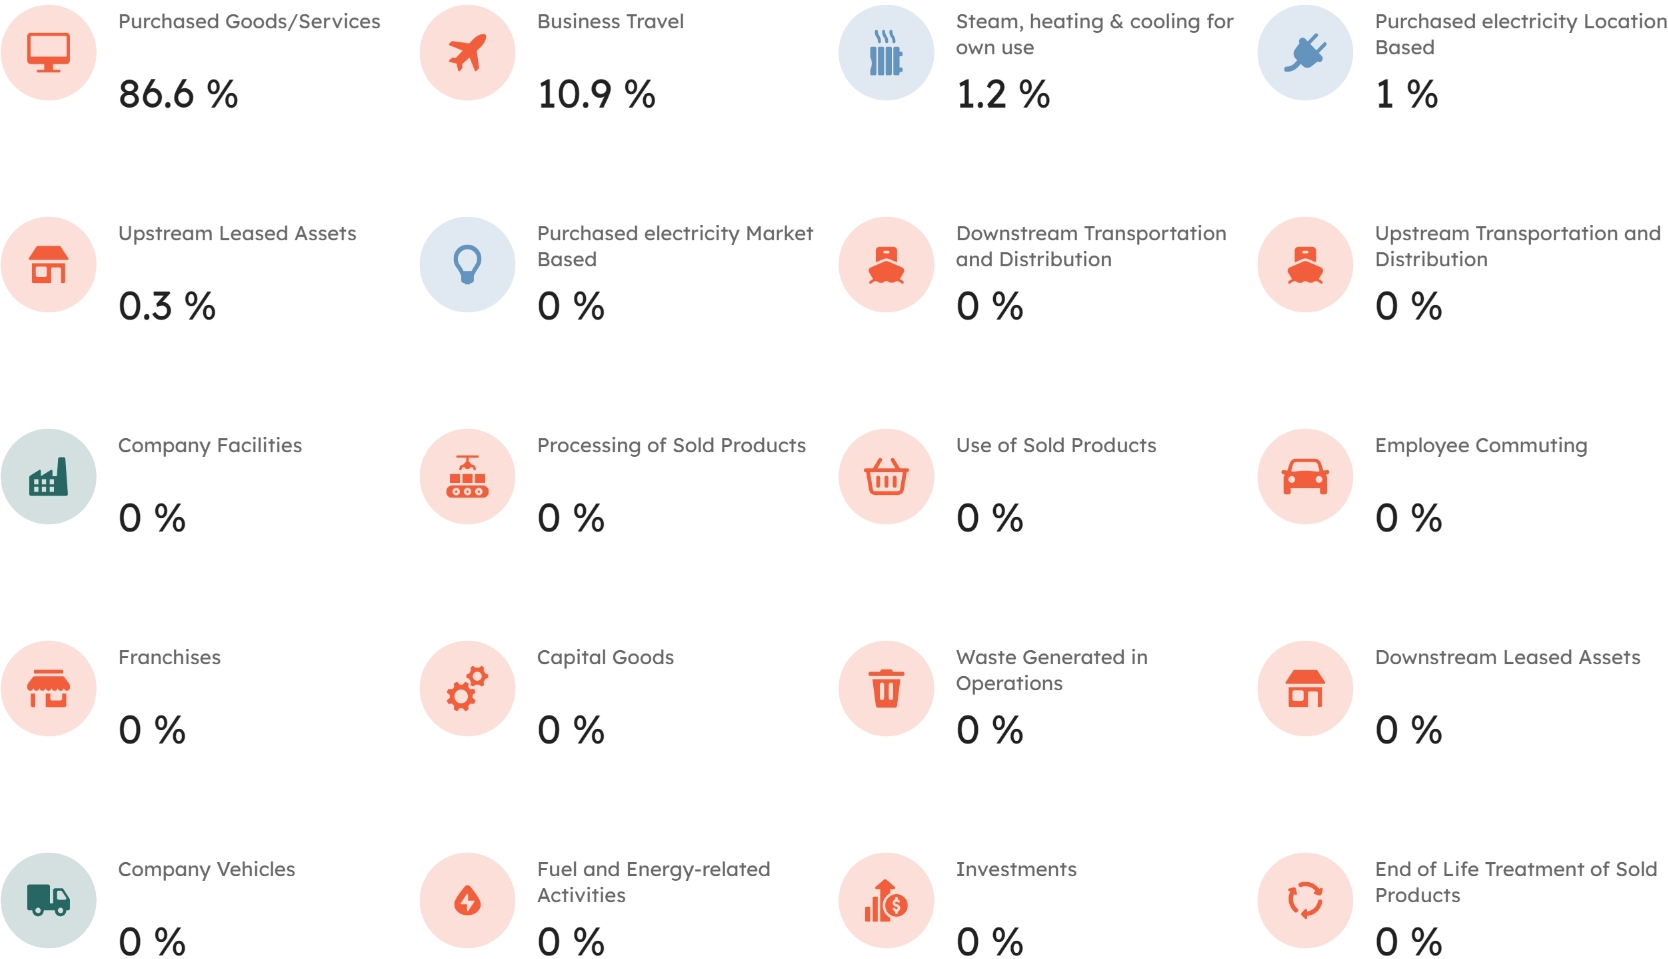 Purchased Goods/Services
86.6 %
Business Travel
10.9 %
Steam, heating & cooling for
own use
1.2 %
Purchased electricity Location
Based
1 %
Upstream Leased Assets
0.3 %
Purchased electricity Market
Based
0 %
Downstream Transportation
and Distribution
0 %
Upstream Transportation and
Distribution
0 %
Company Facilities
0 %
Processing of Sold Products
0 %
Use of Sold Products
0 %
Employee Commuting
0 %
Franchises
0 %
Capital Goods
0 %
Waste Generated in
Operations
0 %
Downstream Leased Assets
0 %
Company Vehicles
0 %
Fuel and Energy-related
Activities
0 %
Investments
0 %
End of Life Treatment of Sold
Products
0 %